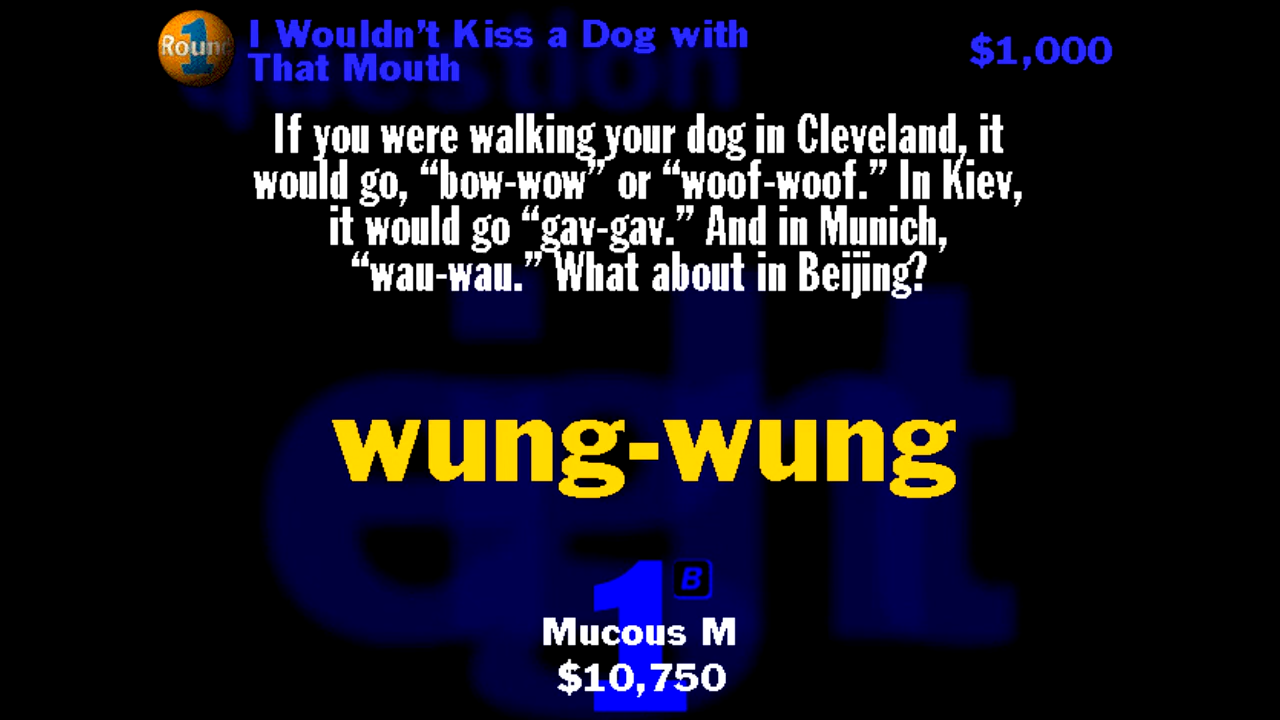 Round 1
I Wouldn't Kiss a Dog with
That Mouth
$1,000
question
If you were walking your dog in Cleveland, it
would go, “bow-wow” or “woof-woof.” In Kiev,
it would go “gav-gav.” And in Munich,
“wau-wau.” What about in Beijing?
wung-wung
1
B
Mucous M
$10,750